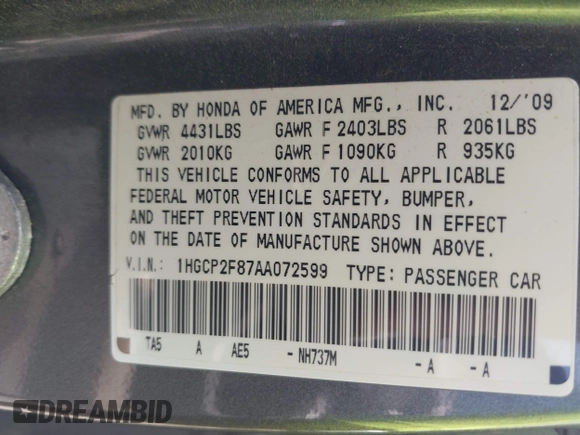 MFD. BY HONDA OF AMERICA MFG., INC. 12/'09
GVWR 4431LBS GAWR F 2403LBS R 2061LBS
GVWR 2010KG GAWR F 1090KG R 935KG
THIS VEHICLE CONFORMS TO ALL APPLICABLE
FEDERAL MOTOR VEHICLE SAFETY, BUMPER,
AND THEFT PREVENTION STANDARDS IN EFFECT
ON THE DATE OF MANUFACTURE SHOWN ABOVE.
V.I.N.: 1HGCP2F87AA072599 TYPE: PASSENGER CAR
TA5 A AE5 - NH737M - A - A
DREAMBID